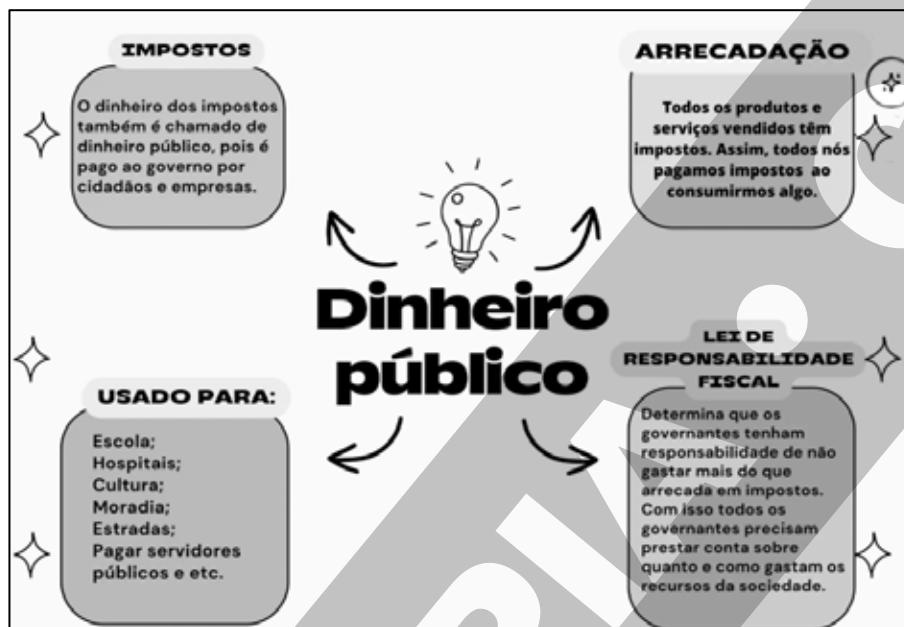 IMPOSTOS
O dinheiro dos impostos
também é chamado de
dinheiro público, pois é
pago ao governo por
cidadãos e empresas.
ARRECADAÇÃO
Todos os produtos e
serviços vendidos têm
impostos. Assim, todos nós
pagamos impostos ao
consumirmos algo.
Dinheiro
público
USADO PARA:
Escola;
Hospitais;
Cultura;
Moradia;
Estradas;
Pagar servidores
públicos e etc.
LEI DE
RESPONSABILIDADE
FISCAL
Determina que os
governantes tenham
responsabilidade de não
gastar mais do que
arrecada em impostos.
Com isso todos os
governantes precisam
prestar conta sobre
quanto e como gastam os
recursos da sociedade.